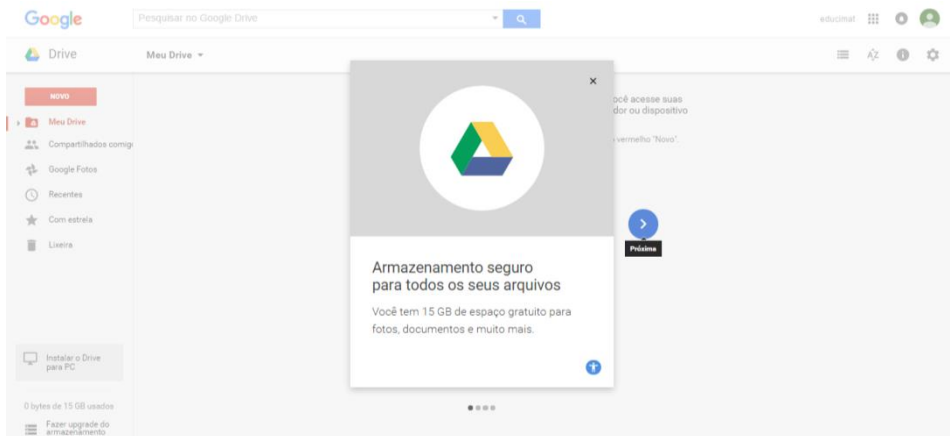 Google
Pesquisar no Google Drive
educimat
Drive
Meu Drive
NOVO
Meu Drive
Compartilhados comig
Google Fotos
Recentes
Com estrela
Lixeira
Instalar o Drive
para PC
0 bytes de 15 GB usados
Fazer upgrade do
armazenamento
ocê acesse suas
dor ou dispositivo
vermelho "Novo".
Próxima
Armazenamento seguro
para todos os seus arquivos
Você tem 15 GB de espaço gratuito para
fotos, documentos e muito mais.